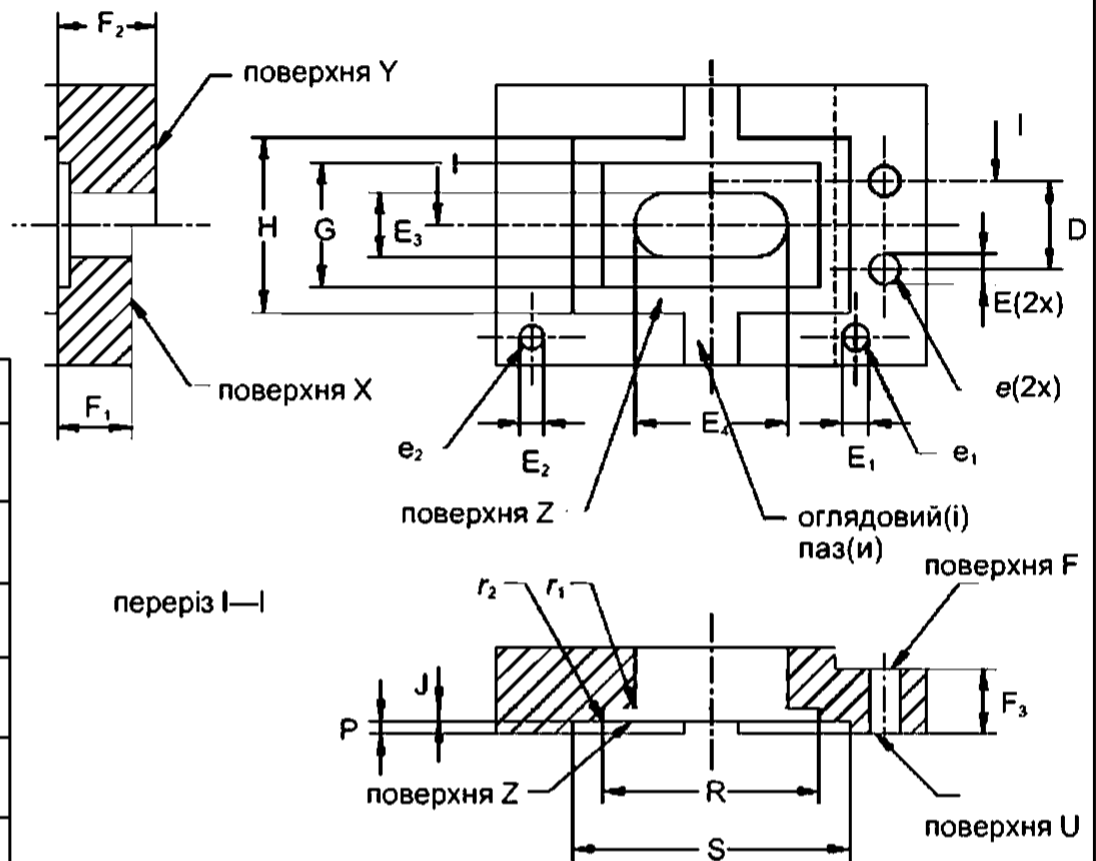 F₂
поверхня Y
I
I
H
G
E₃
D
E(2x)
поверхня X
F₁
e(2x)
e₂
E₂
E₄
E₁
e₁
поверхня Z
оглядовий(і)
паз(и)
поверхня F
переріз I—I
r₂
r₁
J
P
F₃
поверхня Z
R
поверхня U
S